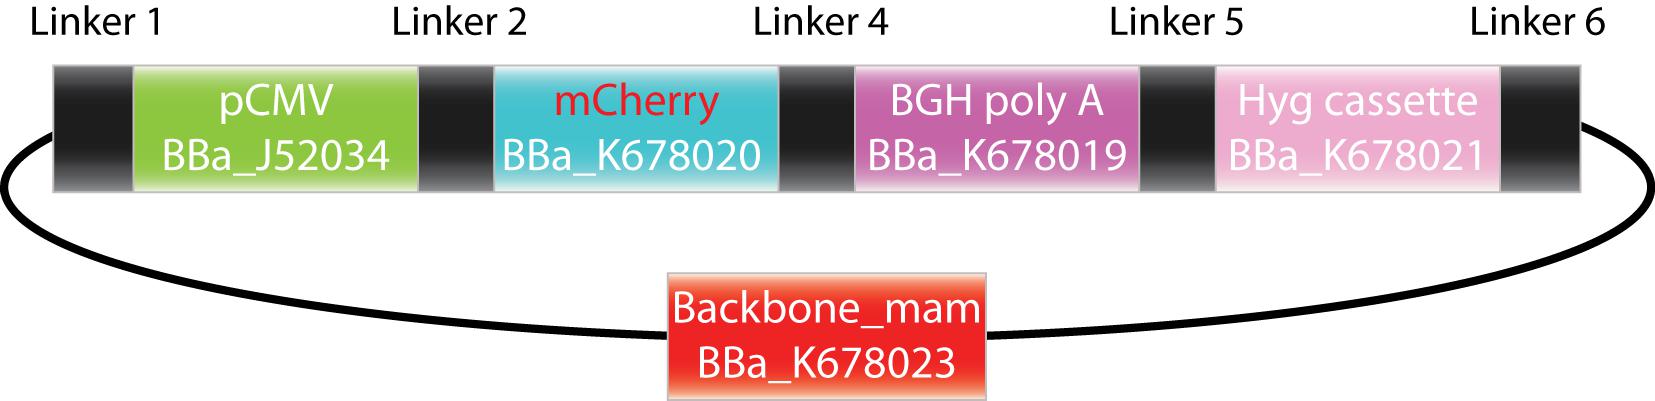 Linker 1 Linker 2 Linker 4 Linker 5 Linker 6
pCMV
BBa_J52034
mCherry
BBa_K678020
BGH poly A
BBa_K678019
Hyg cassette
BBa_K678021
Backbone_mam
BBa_K678023